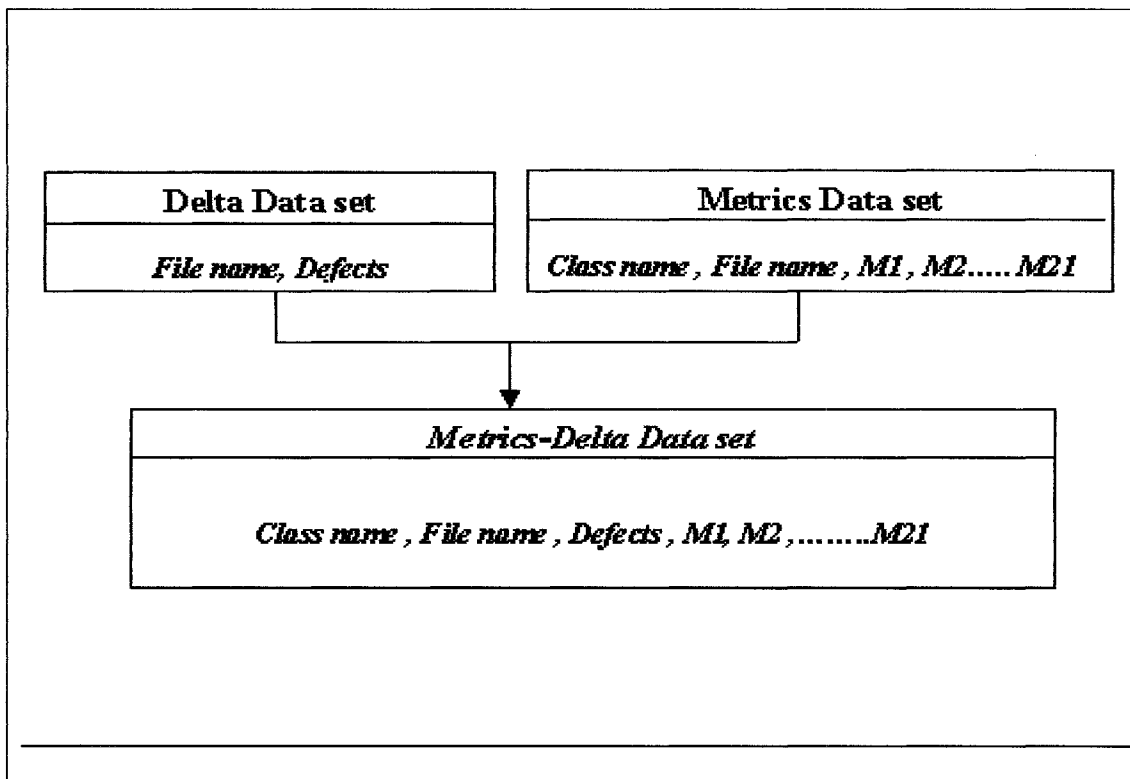 Delta Data set
File name, Defects
Metrics Data set
Class name , File name , M1 , M2..... M21
Metrics-Delta Data set
Class name , File name , Defects , M1, M2 ,.........M21